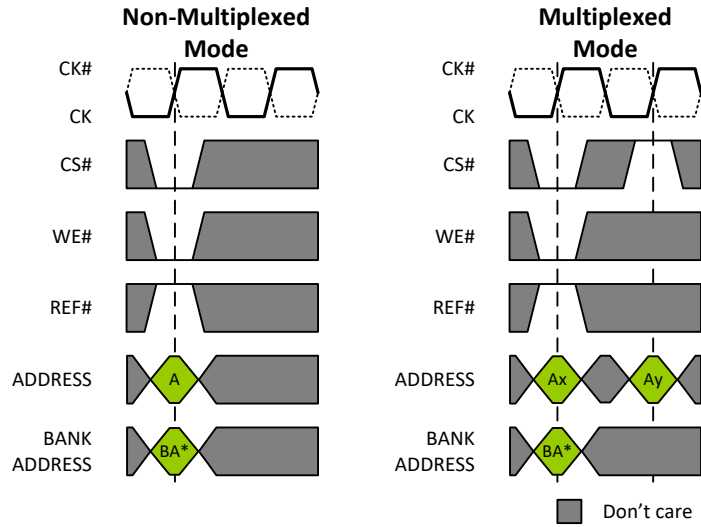 Non-Multiplexed
Mode
CK#
CK
CS#
WE#
REF#
ADDRESS
A
BANK
ADDRESS
BA*
Multiplexed
Mode
CK#
CK
CS#
WE#
REF#
ADDRESS
Ax
Ay
BANK
ADDRESS
BA*
Don't care